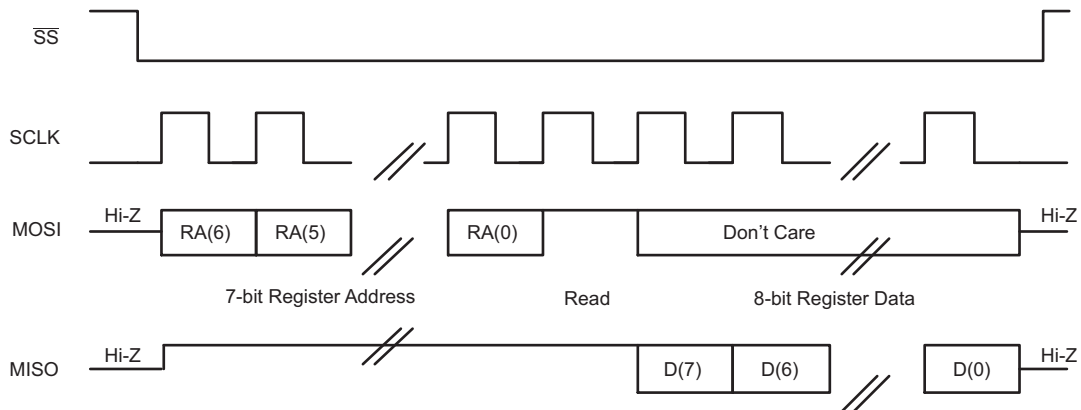 SS
SCLK
MOSI Hi-Z RA(6) RA(5) RA(0) Don't Care Hi-Z
7-bit Register Address Read 8-bit Register Data
MISO Hi-Z D(7) D(6) D(0) Hi-Z